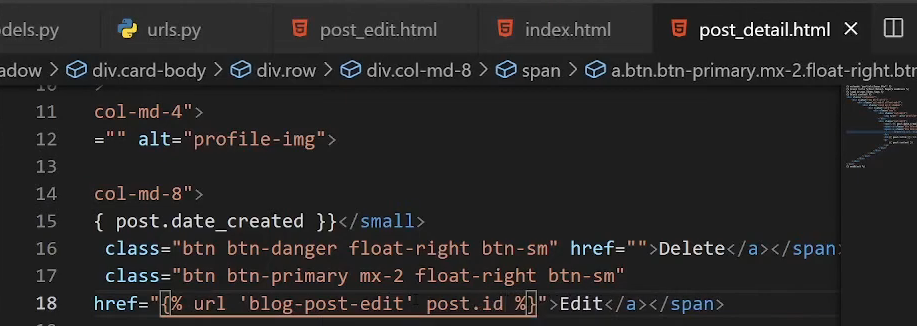 dels.py urls.py post_edit.html index.html post_detail.html
adow > div.card-body > div.row > div.col-md-8 > span > a.btn.btn-primary.mx-2.float-right.btn
10 >
11 col-md-4">
12 ="" alt="profile-img">
13
14 col-md-8">
15 { post.date_created }}</small>
16 class="btn btn-danger float-right btn-sm" href="">Delete</a></span>
17 class="btn btn-primary mx-2 float-right btn-sm"
18 href="{% url 'blog-post-edit' post.id %}">Edit</a></span>